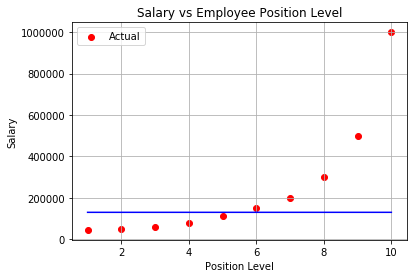 Salary vs Employee Position Level
Actual
1000000
800000
600000
400000
200000
0
Salary
2 4 6 8 10
Position Level